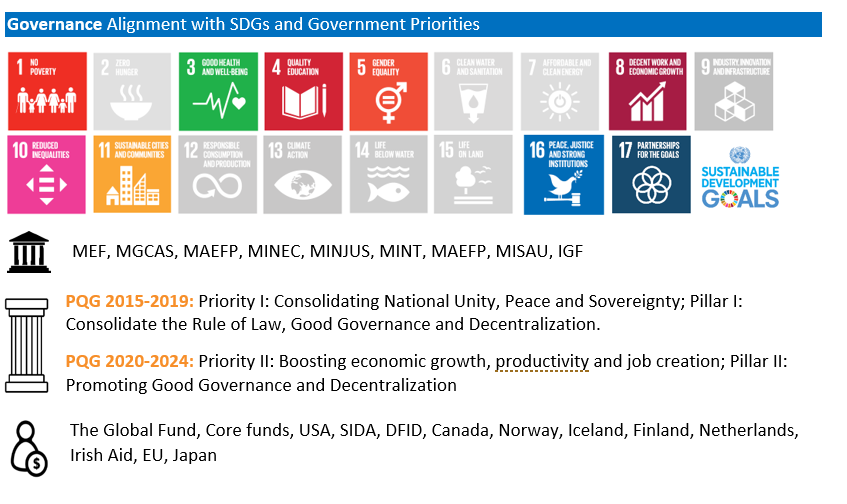 Governance Alignment with SDGs and Government Priorities
1 NO POVERTY
2 ZERO HUNGER
3 GOOD HEALTH AND WELL-BEING
4 QUALITY EDUCATION
5 GENDER EQUALITY
6 CLEAN WATER AND SANITATION
7 AFFORDABLE AND CLEAN ENERGY
8 DECENT WORK AND ECONOMIC GROWTH
9 INDUSTRY, INNOVATION AND INFRASTRUCTURE
10 REDUCED INEQUALITIES
11 SUSTAINABLE CITIES AND COMMUNITIES
12 RESPONSIBLE CONSUMPTION AND PRODUCTION
13 CLIMATE ACTION
14 LIFE BELOW WATER
15 LIFE ON LAND
16 PEACE, JUSTICE AND STRONG INSTITUTIONS
17 PARTNERSHIPS FOR THE GOALS
SUSTAINABLE
DEVELOPMENT
GOALS
MEF, MGCAS, MAEFP, MINEC, MINJUS, MINT, MAEFP, MISAU, IGF
PQG 2015-2019: Priority I: Consolidating National Unity, Peace and Sovereignty; Pillar I:
Consolidate the Rule of Law, Good Governance and Decentralization.
PQG 2020-2024: Priority II: Boosting economic growth, productivity and job creation; Pillar II:
Promoting Good Governance and Decentralization
The Global Fund, Core funds, USA, SIDA, DFID, Canada, Norway, Iceland, Finland, Netherlands,
Irish Aid, EU, Japan